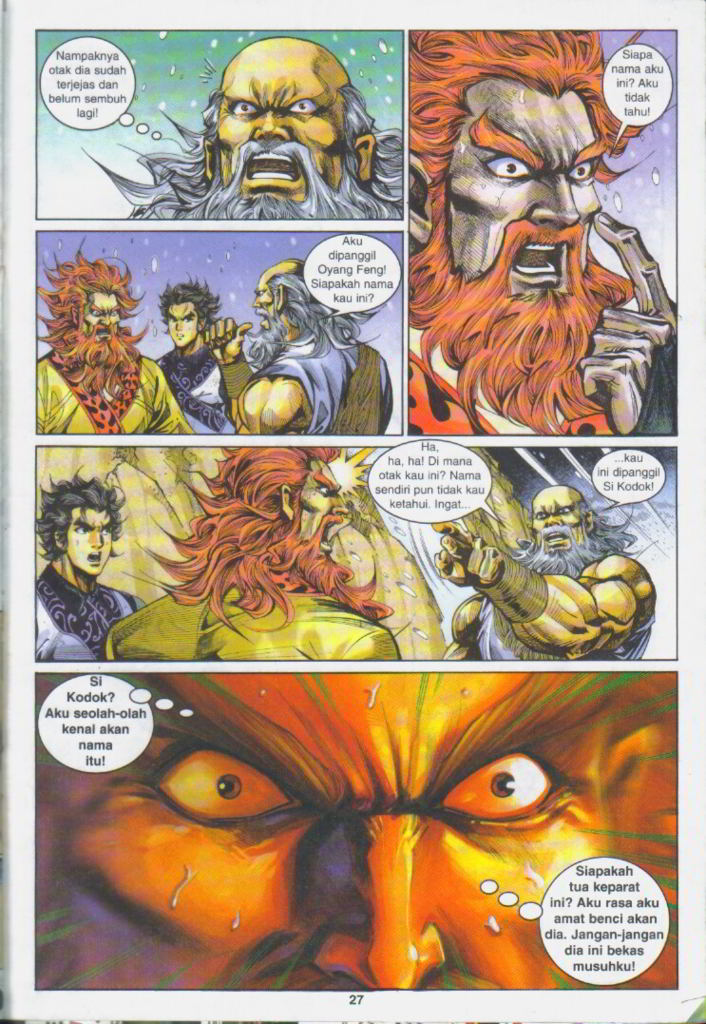 Nampaknya
otak dia sudah
terjejas dan
belum sembuh
lagi!
Siapa
nama aku
ini? Aku
tidak
tahu!
Aku
dipanggil
Oyang Feng!
Siapakah nama
kau ini?
Ha,
ha, ha! Di mana
otak kau ini? Nama
sendiri pun tidak kau
ketahui. Ingat...
...kau
ini dipanggil
Si Kodok!
Si
Kodok?
Aku seolah-olah
kenal akan
nama
itu!
Siapakah
tua keparat
ini? Aku rasa aku
amat benci akan
dia. Jangan-jangan
dia ini bekas
musuhku!
27